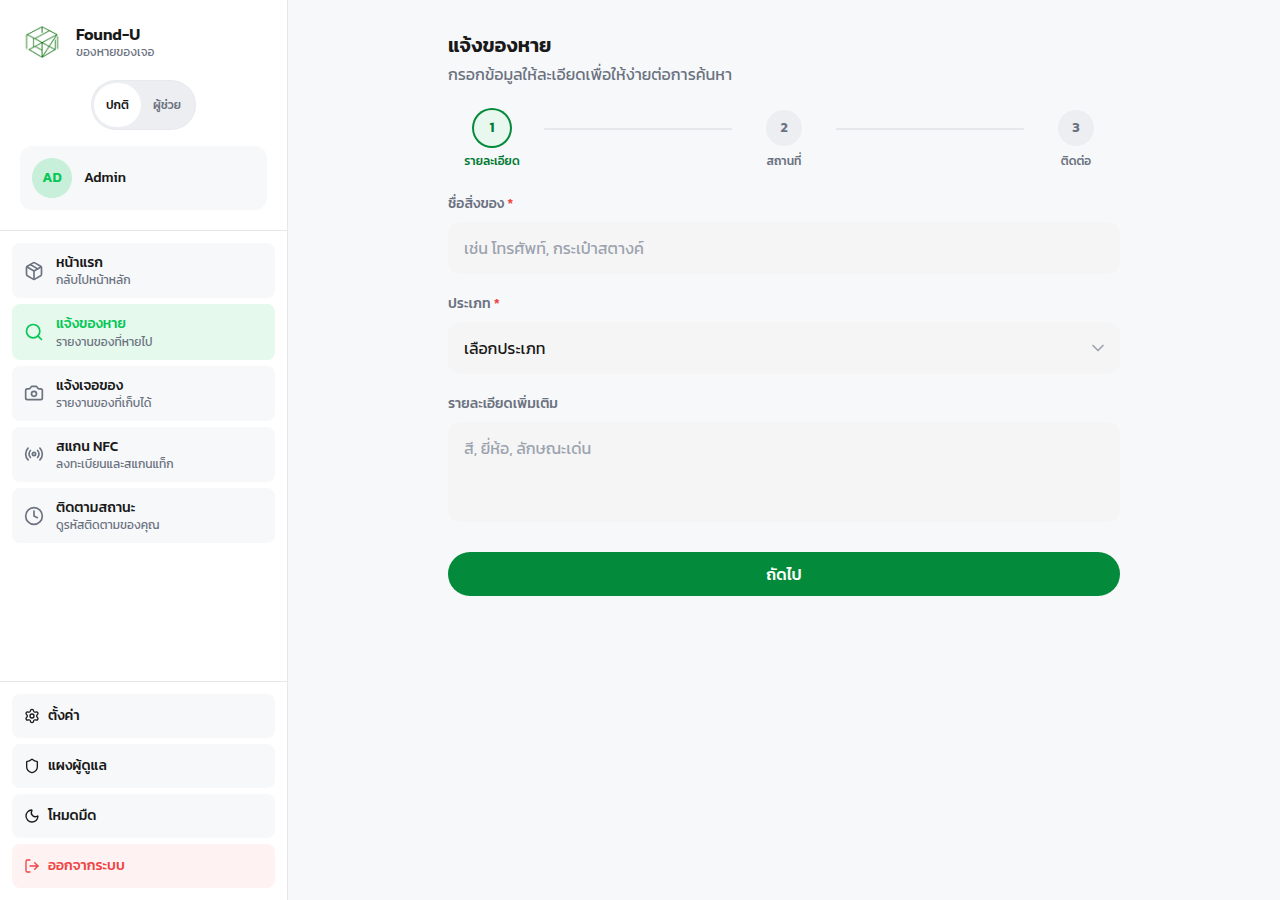 Found-U
ของหายของเจอ
ปกติ
ผู้ช่วย
AD
Admin
หน้าแรก
กลับไปหน้าหลัก
แจ้งของหาย
รายงานของที่หายไป
แจ้งเจอของ
รายงานของที่เก็บได้
สแกน NFC
ลงทะเบียนและสแกนแท็ก
ติดตามสถานะ
ดูรหัสติดตามของคุณ
ตั้งค่า
แผงผู้ดูแล
โหมดมืด
ออกจากระบบ
แจ้งของหาย
กรอกข้อมูลให้ละเอียดเพื่อให้ง่ายต่อการค้นหา
1
2
3
รายละเอียด
สถานที่
ติดต่อ
ชื่อสิ่งของ *
เช่น โทรศัพท์, กระเป๋าสตางค์
ประเภท *
เลือกประเภท
รายละเอียดเพิ่มเติม
สี, ยี่ห้อ, ลักษณะเด่น
ถัดไป